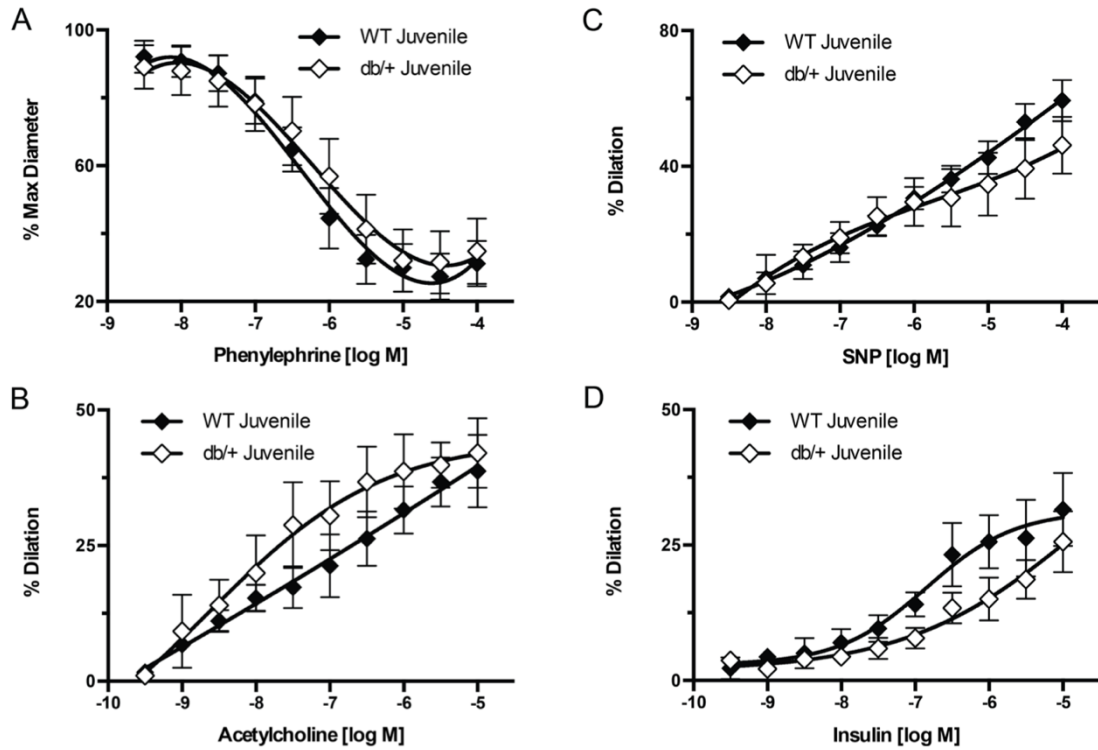 A
WT Juvenile
db/+ Juvenile
100
60
20
% Max Diameter
-9 -8 -7 -6 -5 -4
Phenylephrine [log M]
C
WT Juvenile
db/+ Juvenile
80
40
0
% Dilation
-9 -8 -7 -6 -5 -4
SNP [log M]
B
WT Juvenile
db/+ Juvenile
50
25
0
% Dilation
-10 -9 -8 -7 -6 -5
Acetylcholine [log M]
D
WT Juvenile
db/+ Juvenile
50
25
0
% Dilation
-10 -9 -8 -7 -6 -5
Insulin [log M]